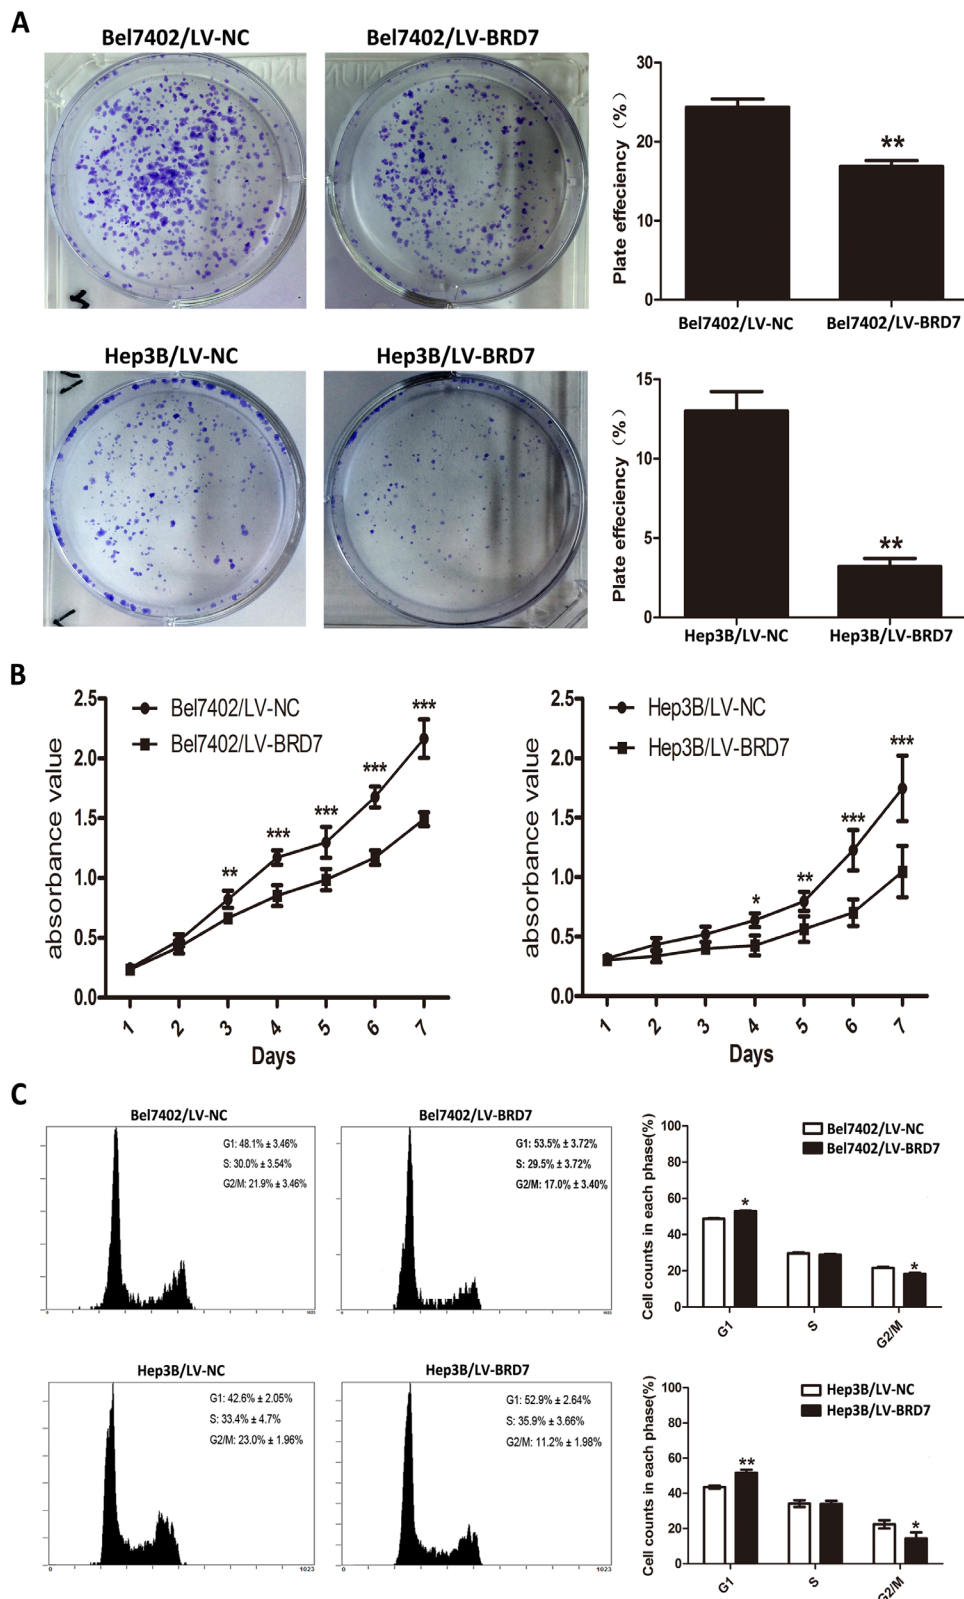 A
Bel7402/LV-NC
Bel7402/LV-BRD7
Plate effeciency (%)
30
20
10
0
**
Bel7402/LV-NC
Bel7402/LV-BRD7
Hep3B/LV-NC
Hep3B/LV-BRD7
Plate effeciency (%)
15
10
5
0
**
Hep3B/LV-NC
Hep3B/LV-BRD7
B
absorbance value
2.5
2.0
1.5
1.0
0.5
0.0
Bel7402/LV-NC
Bel7402/LV-BRD7
**
***
***
***
***
1 2 3 4 5 6 7
Days
absorbance value
2.5
2.0
1.5
1.0
0.5
0.0
Hep3B/LV-NC
Hep3B/LV-BRD7
*
**
***
***
1 2 3 4 5 6 7
Days
C
Bel7402/LV-NC
G1: 48.1% ± 3.46%
S: 30.0% ± 3.54%
G2/M: 21.9% ± 3.46%
0
1023
Bel7402/LV-BRD7
G1: 53.5% ± 3.72%
S: 29.5% ± 3.72%
G2/M: 17.0% ± 3.40%
0
1023
Cell counts in each phase(%)
100
80
60
40
20
0
Bel7402/LV-NC
Bel7402/LV-BRD7
*
*
G1
S
G2/M
Hep3B/LV-NC
G1: 42.6% ± 2.05%
S: 33.4% ± 4.7%
G2/M: 23.0% ± 1.96%
0
1023
Hep3B/LV-BRD7
G1: 52.9% ± 2.64%
S: 35.9% ± 3.66%
G2/M: 11.2% ± 1.98%
0
1023
Cell counts in each phase(%)
100
80
60
40
20
0
Hep3B/LV-NC
Hep3B/LV-BRD7
**
*
G1
S
G2/M